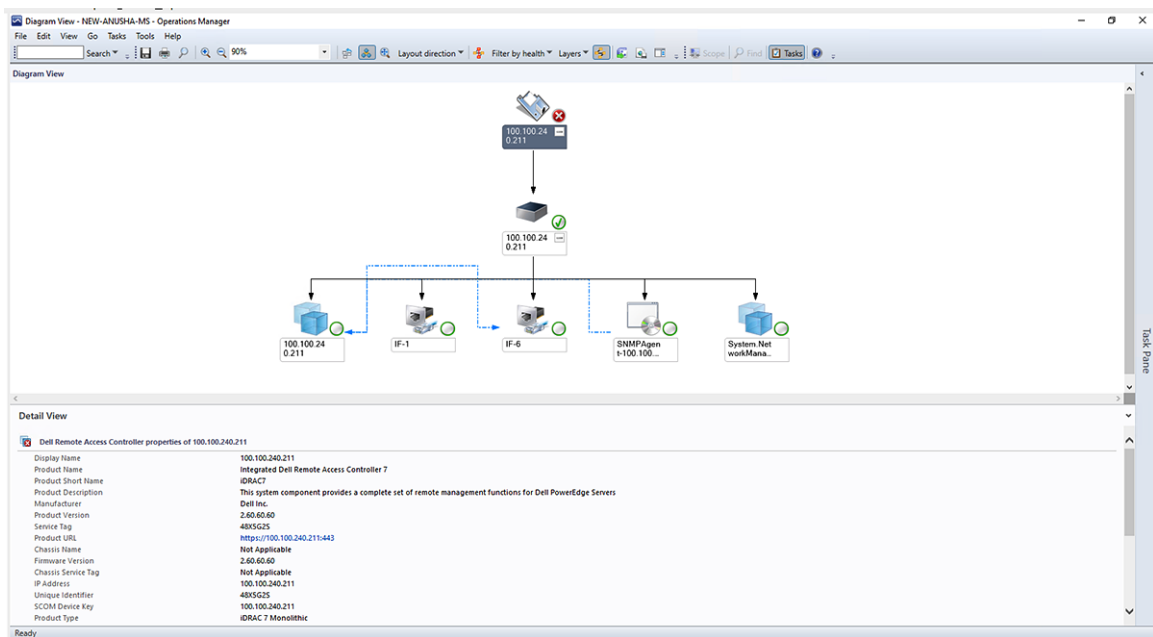 Diagram View - NEW-ANUSHA-MS - Operations Manager
File Edit View Go Tasks Tools Help
Search 90% Layout direction Filter by health Layers Scope Find Tasks
Diagram View
100.100.24
0.211
100.100.24
0.211
100.100.24
0.211
IF-1
IF-6
SNMPAgen
t-100.100...
System.Net
workMana..
Task Pane
Detail View
Dell Remote Access Controller properties of 100.100.240.211
Display Name 100.100.240.211
Product Name Integrated Dell Remote Access Controller 7
Product Short Name iDRAC7
Product Description This system component provides a complete set of remote management functions for Dell PowerEdge Servers
Manufacturer Dell Inc.
Product Version 2.60.60.60
Service Tag 48X5G2S
Product URL https://100.100.240.211:443
Chassis Name Not Applicable
Firmware Version 2.60.60.60
Chassis Service Tag Not Applicable
IP Address 100.100.240.211
Unique Identifier 48X5G2S
SCOM Device Key 100.100.240.211
Product Type iDRAC 7 Monolithic
Ready